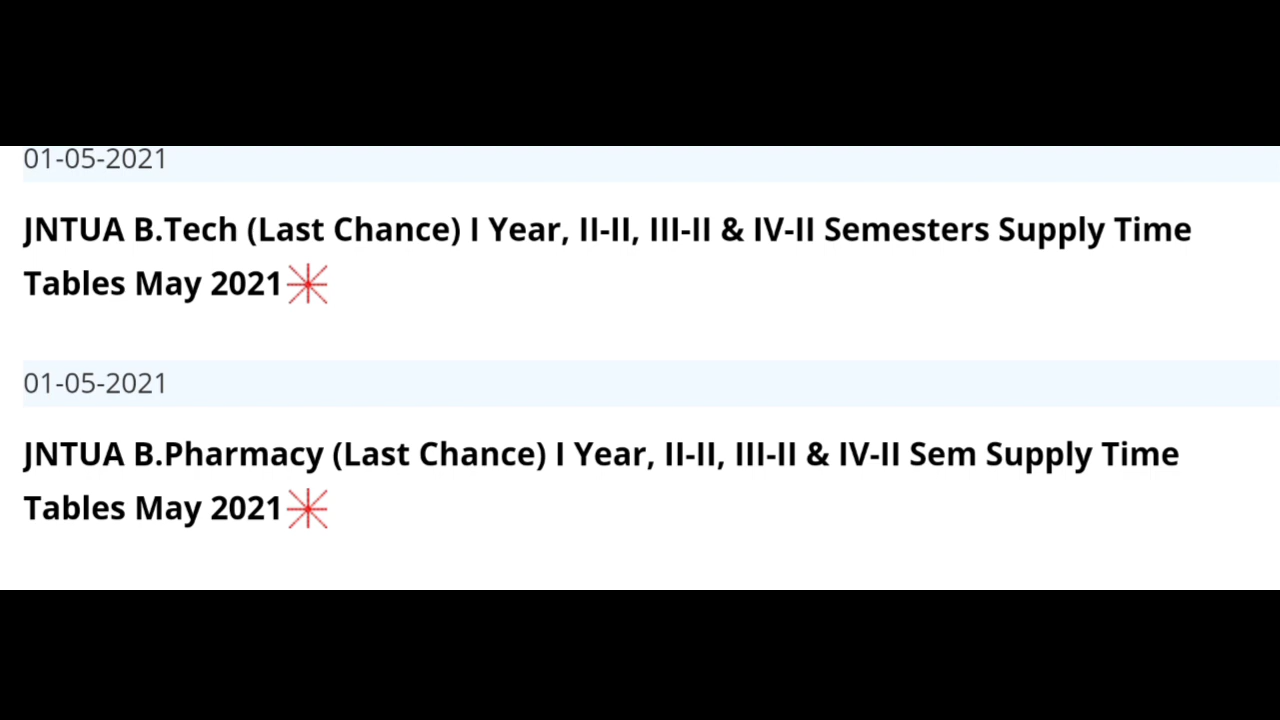 01-05-2021
JNTUA B.Tech (Last Chance) I Year, II-II, III-II & IV-II Semesters Supply Time
Tables May 2021
01-05-2021
JNTUA B.Pharmacy (Last Chance) I Year, II-II, III-II & IV-II Sem Supply Time
Tables May 2021